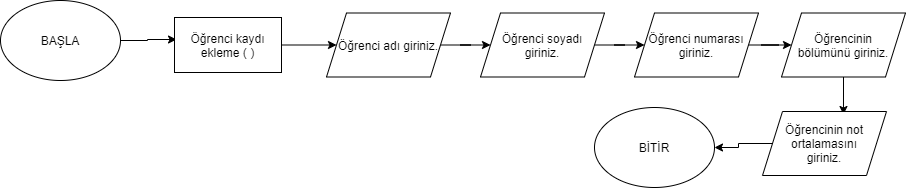 BAŞLA
Öğrenci kaydı
ekleme ( )
Öğrenci adı giriniz.
Öğrenci soyadı
giriniz.
Öğrenci numarası
giriniz.
Öğrencinin
bölümünü giriniz.
Öğrencinin not
ortalamasını
giriniz.
BİTİR